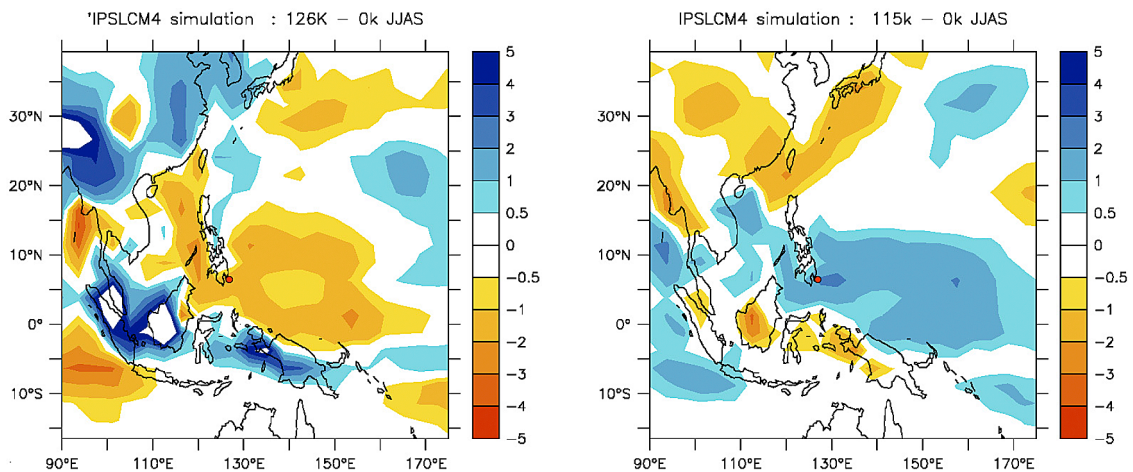 'IPSLCM4 simulation : 126K – 0k JJAS
30°N
20°N
10°N
0°
10°S
90°E
110°E
130°E
150°E
170°E
5
4
3
2
1
0.5
0
−0.5
−1
−2
−3
−4
−5
IPSLCM4 simulation : 115k – 0k JJAS
30°N
20°N
10°N
0°
10°S
90°E
110°E
130°E
150°E
170°E
5
4
3
2
1
0.5
0
−0.5
−1
−2
−3
−4
−5